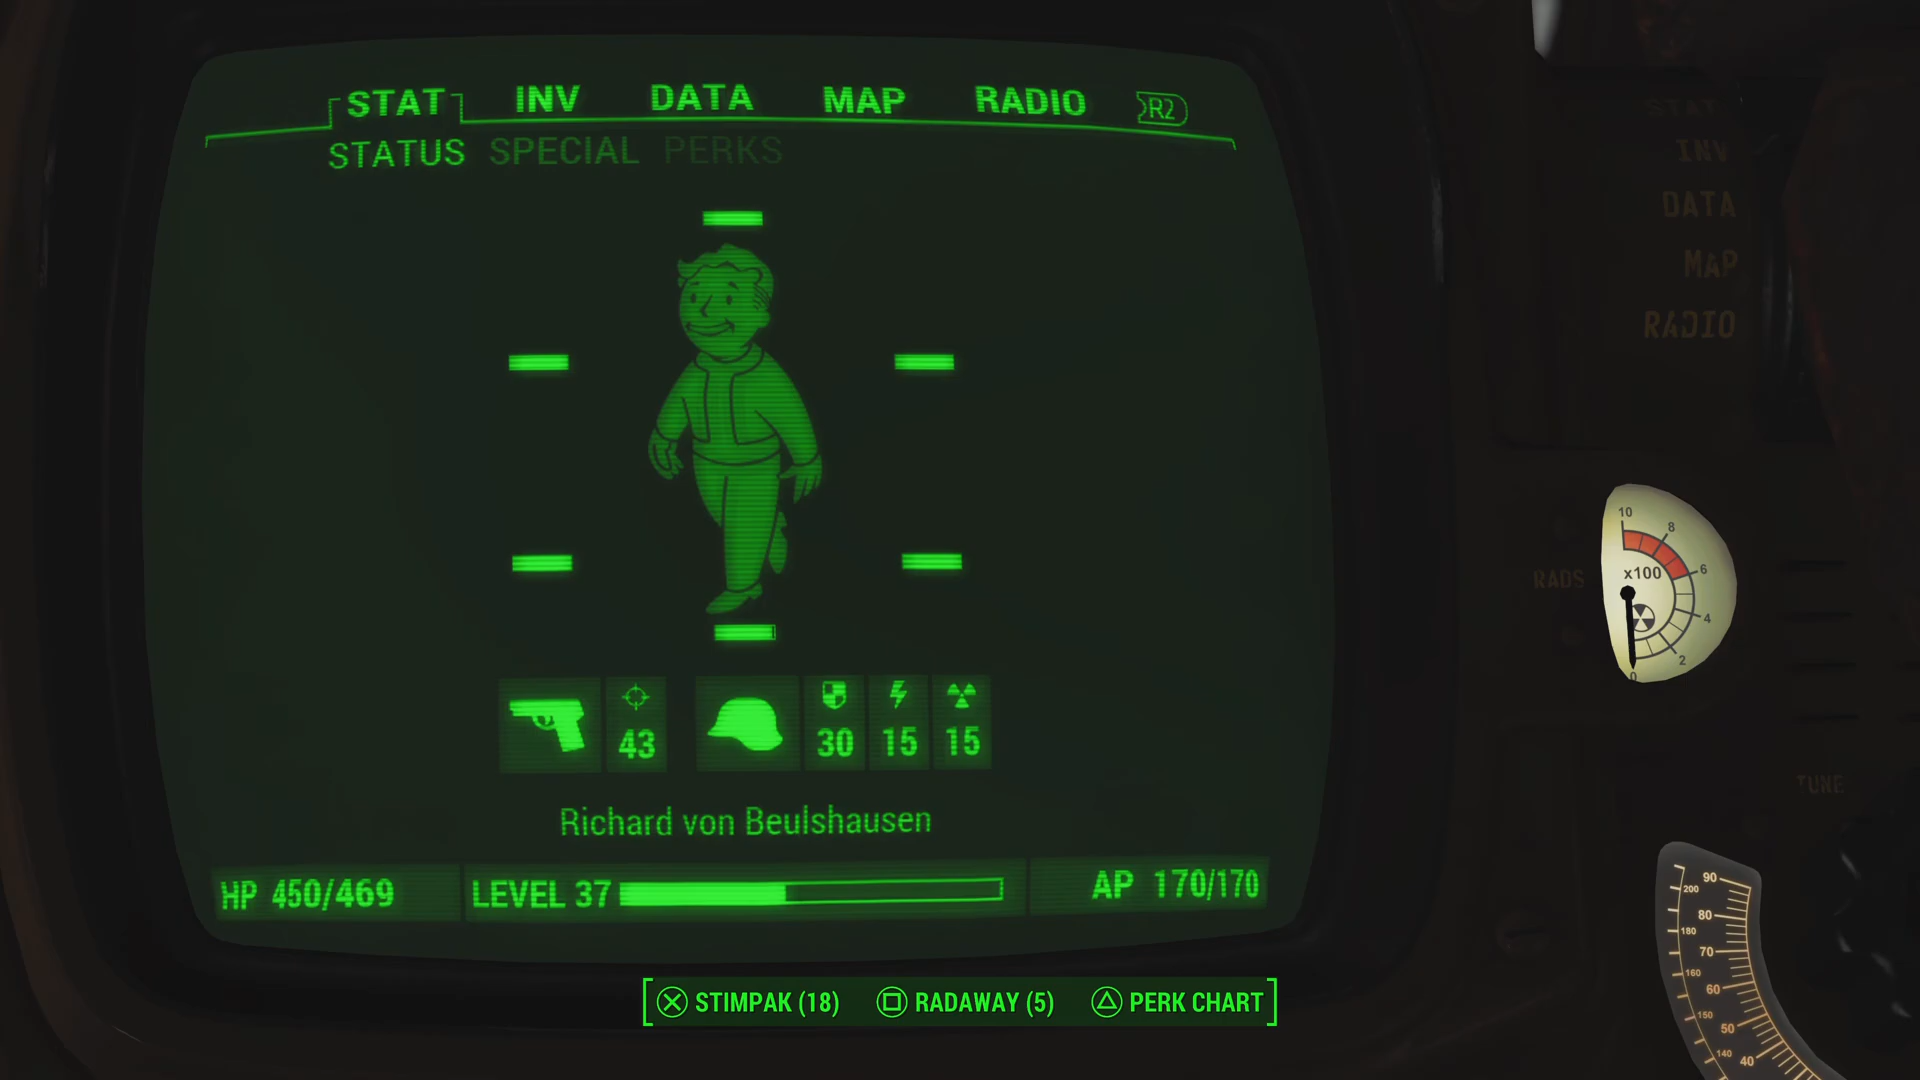 STAT INV DATA MAP RADIO R2
STATUS SPECIAL PERKS
STAT
INV
DATA
MAP
RADIO
10
8
6
x100
RADS
4
2
0
43
30 15 15
TUNE
Richard von Beulshausen
HP 450/469 LEVEL 37 AP 170/170
90
200
80
180
70
160
60
150
50
140
40
STIMPAK (18) RADAWAY (5) PERK CHART